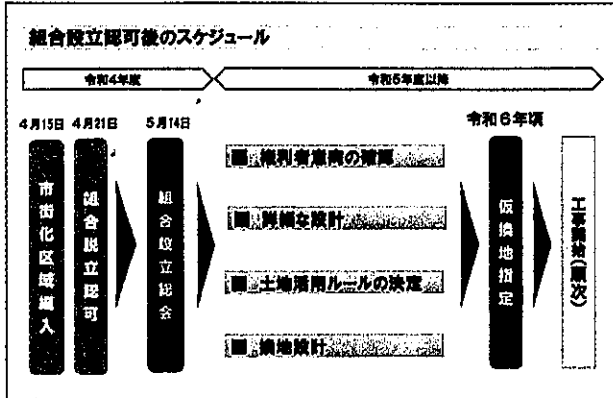 組合設立認可後のスケジュール
令和4年度
令和5年度以降
4月15日
4月21日
5月14日
令和6年頃
市街化区域編入
組合設立認可
組合設立総会
■ 権利者意向の確認
■ 詳細な設計
■ 土地活用ルールの決定
■ 換地設計
仮換地指定
工事開始(順次)